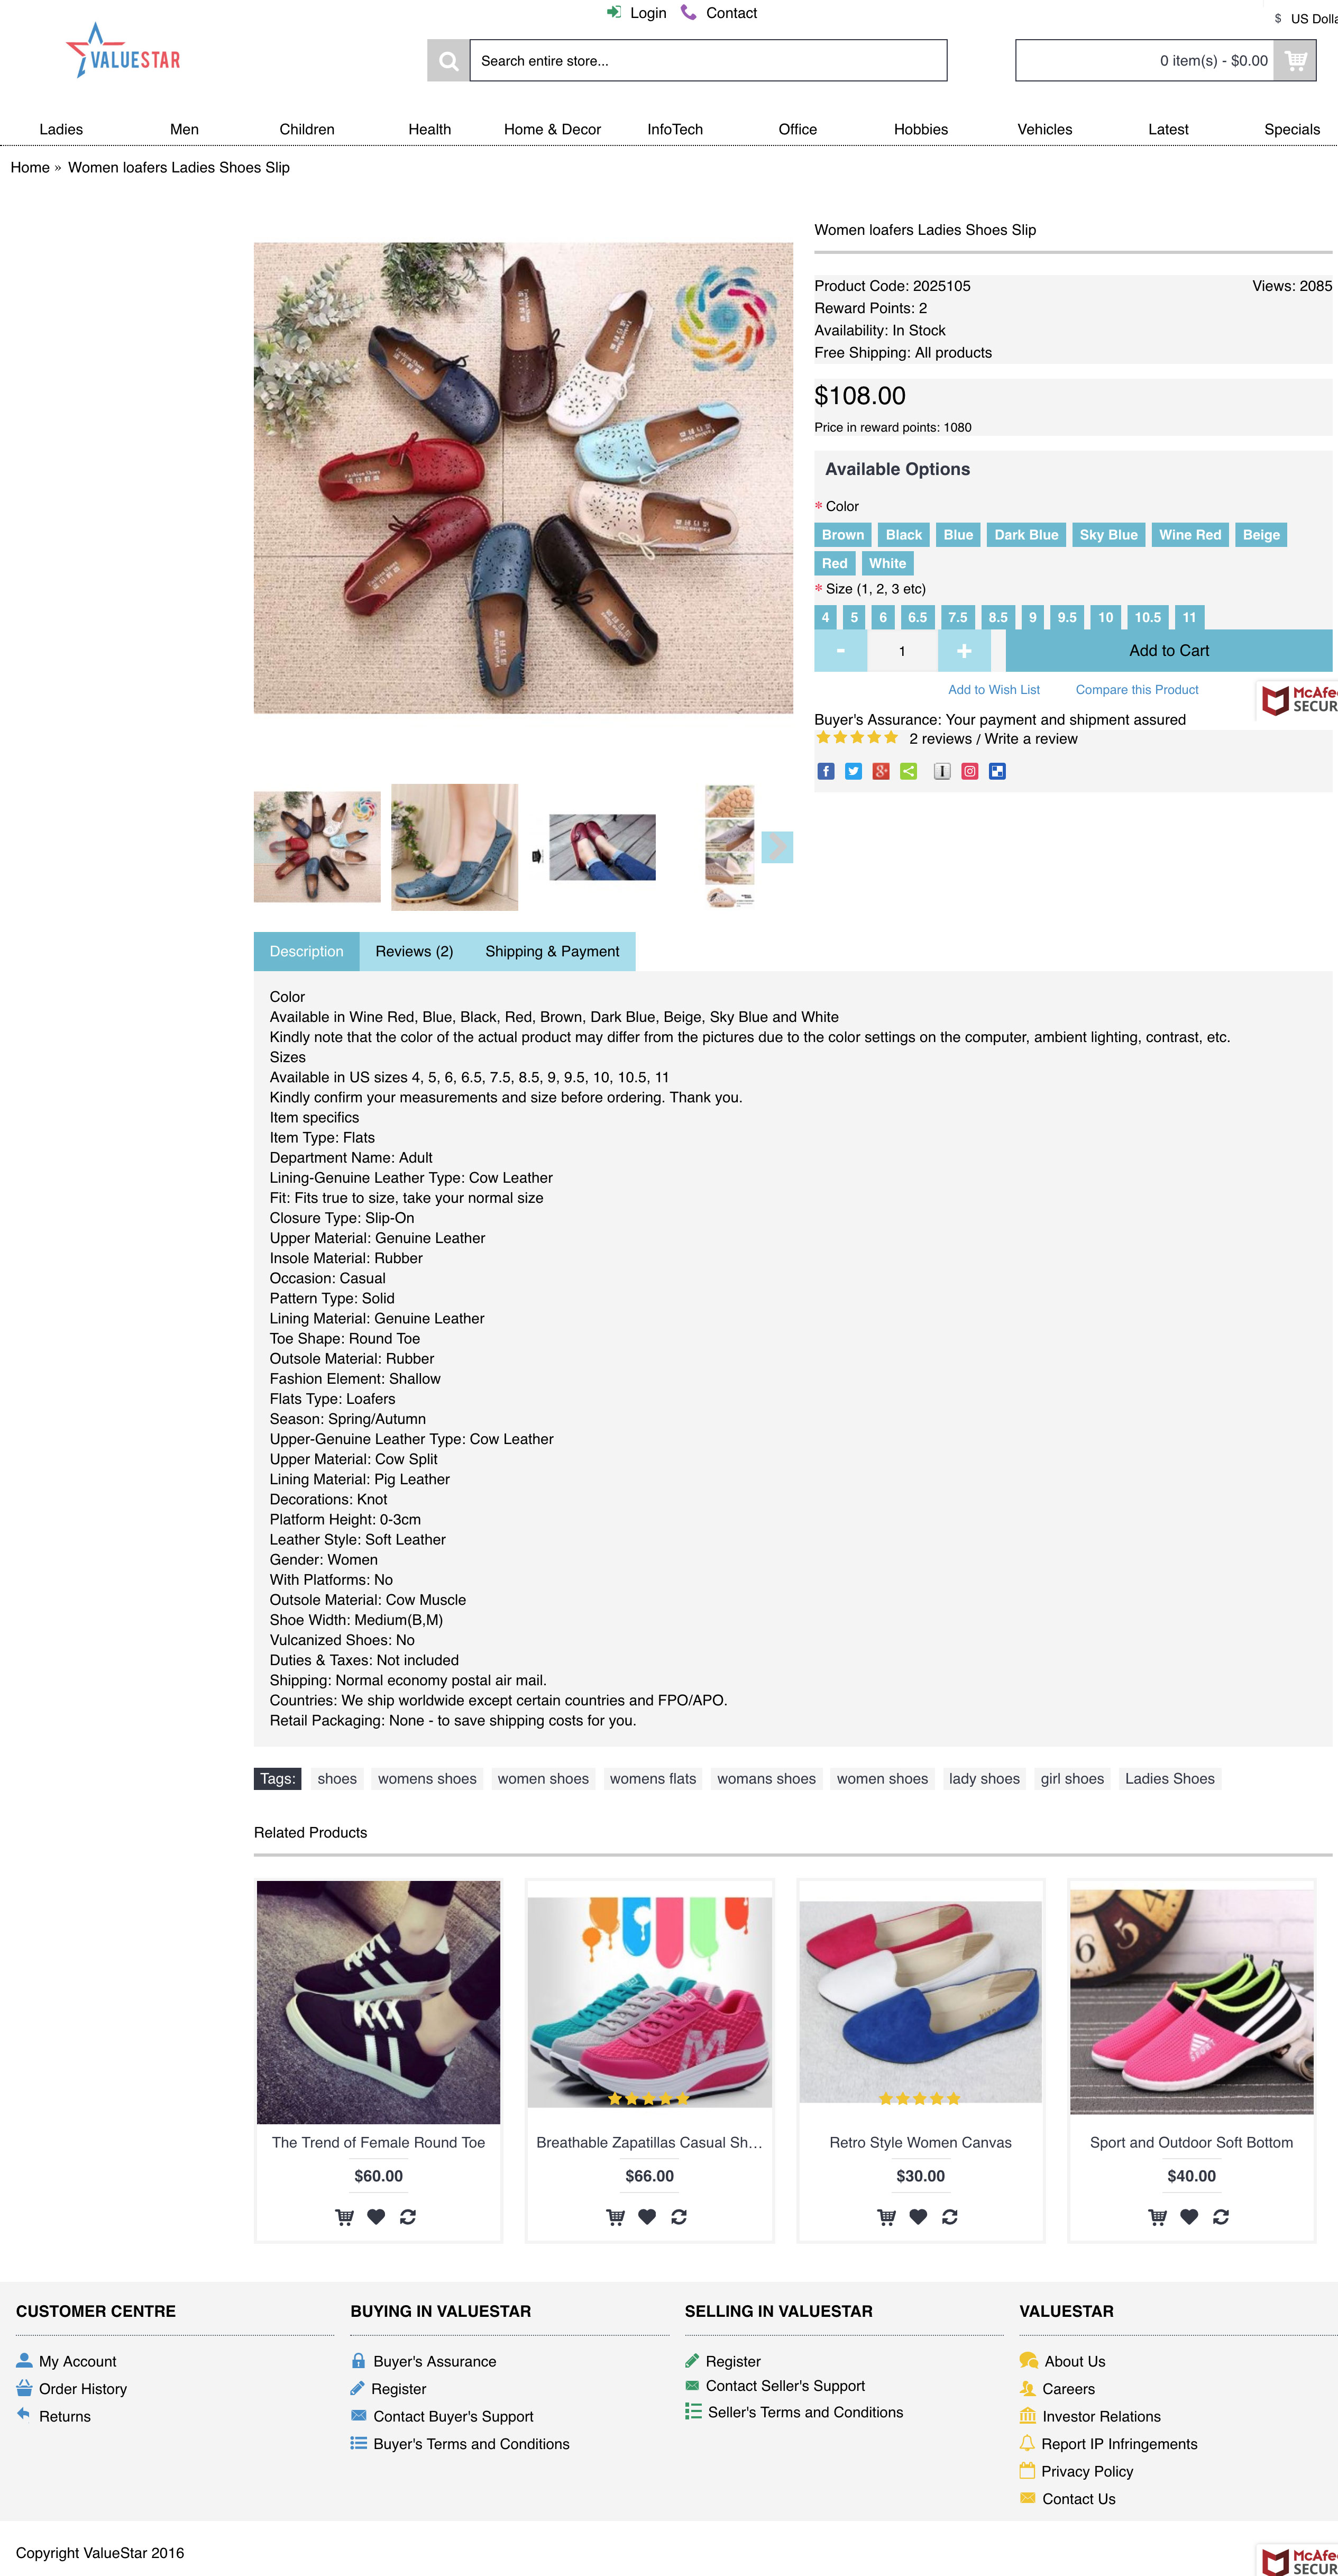 Login Contact
$ US Dolla
VALUESTAR
Search entire store...
0 item(s) - $0.00
Ladies Men Children Health Home & Decor InfoTech Office Hobbies Vehicles Latest Specials
Home » Women loafers Ladies Shoes Slip
Women loafers Ladies Shoes Slip
Product Code: 2025105 Views: 2085
Reward Points: 2
Availability: In Stock
Free Shipping: All products
$108.00
Price in reward points: 1080
Available Options
* Color
Brown Black Blue Dark Blue Sky Blue Wine Red Beige
Red White
* Size (1, 2, 3 etc)
4 5 6 6.5 7.5 8.5 9 9.5 10 10.5 11
- 1 + Add to Cart
Add to Wish List Compare this Product
McAfe
SECUR
Buyer's Assurance: Your payment and shipment assured
2 reviews / Write a review
Description Reviews (2) Shipping & Payment
Color
Available in Wine Red, Blue, Black, Red, Brown, Dark Blue, Beige, Sky Blue and White
Kindly note that the color of the actual product may differ from the pictures due to the color settings on the computer, ambient lighting, contrast, etc.
Sizes
Available in US sizes 4, 5, 6, 6.5, 7.5, 8.5, 9, 9.5, 10, 10.5, 11
Kindly confirm your measurements and size before ordering. Thank you.
Item specifics
Item Type: Flats
Department Name: Adult
Lining-Genuine Leather Type: Cow Leather
Fit: Fits true to size, take your normal size
Closure Type: Slip-On
Upper Material: Genuine Leather
Insole Material: Rubber
Occasion: Casual
Pattern Type: Solid
Lining Material: Genuine Leather
Toe Shape: Round Toe
Outsole Material: Rubber
Fashion Element: Shallow
Flats Type: Loafers
Season: Spring/Autumn
Upper-Genuine Leather Type: Cow Leather
Upper Material: Cow Split
Lining Material: Pig Leather
Decorations: Knot
Platform Height: 0-3cm
Leather Style: Soft Leather
Gender: Women
With Platforms: No
Outsole Material: Cow Muscle
Shoe Width: Medium(B,M)
Vulcanized Shoes: No
Duties & Taxes: Not included
Shipping: Normal economy postal air mail.
Countries: We ship worldwide except certain countries and FPO/APO.
Retail Packaging: None - to save shipping costs for you.
Tags: shoes womens shoes women shoes womens flats womans shoes women shoes lady shoes girl shoes Ladies Shoes
Related Products
The Trend of Female Round Toe
$60.00
M
Breathable Zapatillas Casual Sh...
$66.00
Retro Style Women Canvas
$30.00
6 5
SPORT
Sport and Outdoor Soft Bottom
$40.00
CUSTOMER CENTRE
My Account
Order History
Returns
BUYING IN VALUESTAR
Buyer's Assurance
Register
Contact Buyer's Support
Buyer's Terms and Conditions
SELLING IN VALUESTAR
Register
Contact Seller's Support
Seller's Terms and Conditions
VALUESTAR
About Us
Careers
Investor Relations
Report IP Infringements
Privacy Policy
Contact Us
Copyright ValueStar 2016
McAfe
SECUR